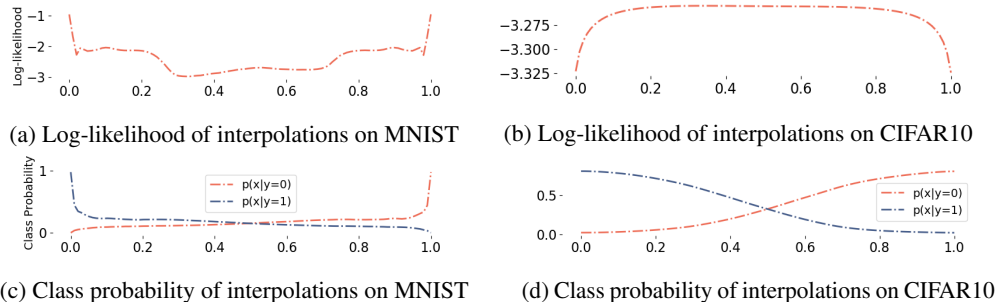 Log-likelihood
−1
−2
−3
0.0 0.2 0.4 0.6 0.8 1.0
−3.275
−3.300
−3.325
0.0 0.2 0.4 0.6 0.8 1.0
(a) Log-likelihood of interpolations on MNIST
(b) Log-likelihood of interpolations on CIFAR10
Class Probability
1
0
p(x|y=0)
p(x|y=1)
0.0 0.2 0.4 0.6 0.8 1.0
0.5
0.0
p(x|y=0)
p(x|y=1)
0.0 0.2 0.4 0.6 0.8 1.0
(c) Class probability of interpolations on MNIST
(d) Class probability of interpolations on CIFAR10